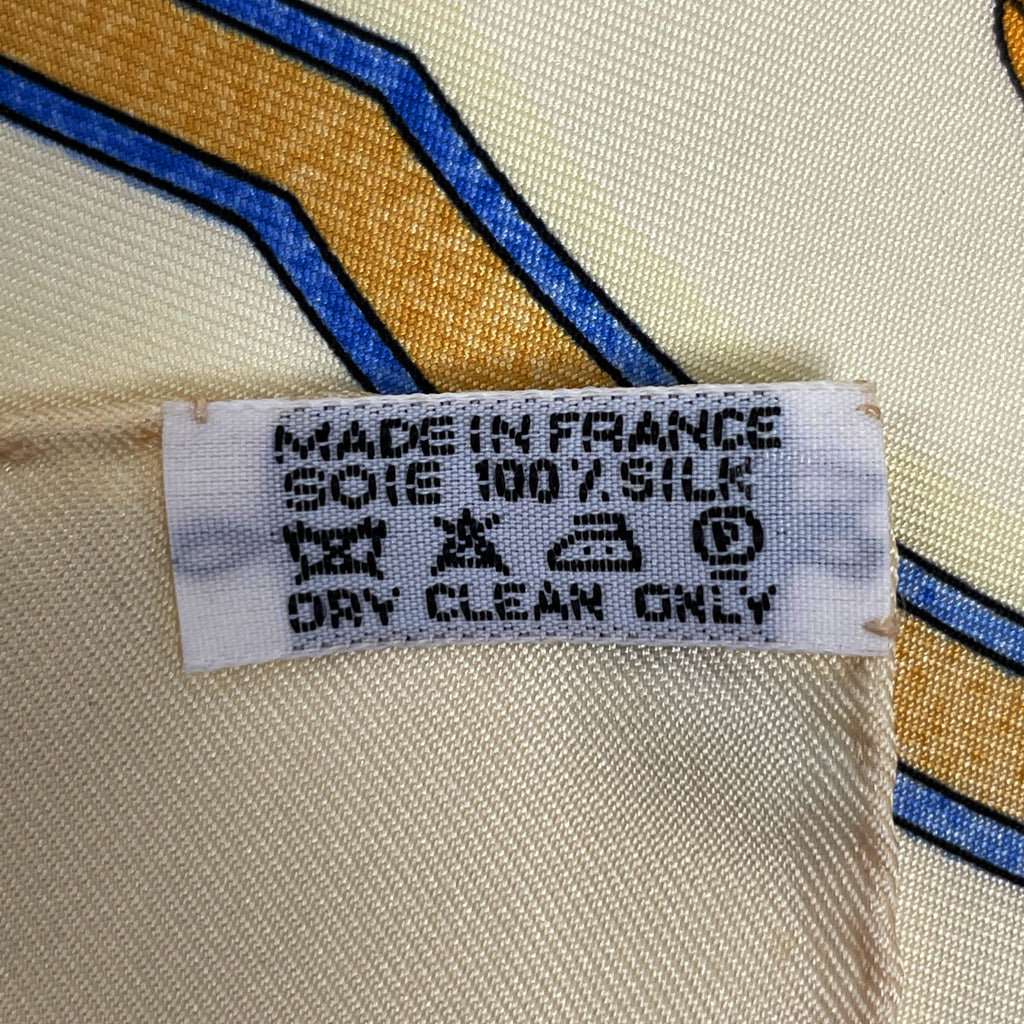 MADE IN FRANCE
SOIE 100% SILK
P
DRY CLEAN ONLY